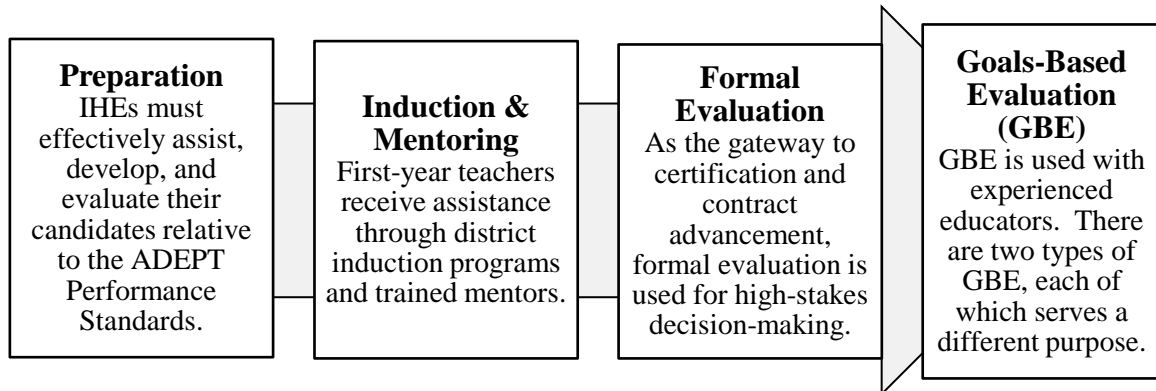 Preparation
IHEs must
effectively assist,
develop, and
evaluate their
candidates relative
to the ADEPT
Performance
Standards.
Induction &
Mentoring
First-year teachers
receive assistance
through district
induction programs
and trained mentors.
Formal
Evaluation
As the gateway to
certification and
contract
advancement,
formal evaluation is
used for high-stakes
decision-making.
Goals-Based
Evaluation
(GBE)
GBE is used with
experienced
educators.  There
are two types of
GBE, each of
which serves a
different purpose.